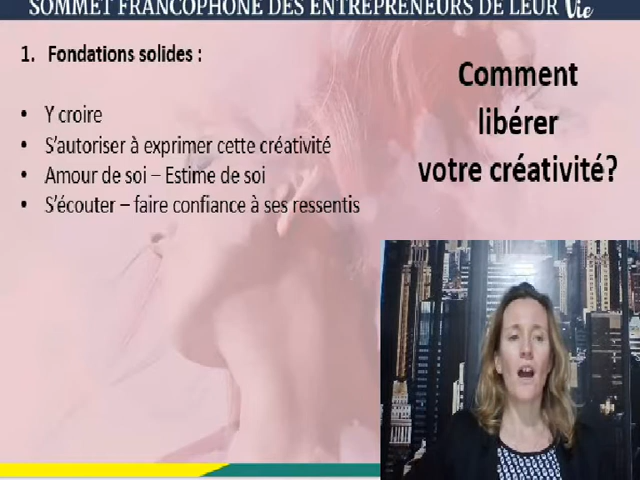 SOMMET FRANCOPHONE DES ENTREPRENEURS DE LEUR Vie
1. Fondations solides :
• Y croire
• S'autoriser à exprimer cette créativité
• Amour de soi – Estime de soi
• S'écouter – faire confiance à ses ressentis
Comment
libérer
votre créativité?